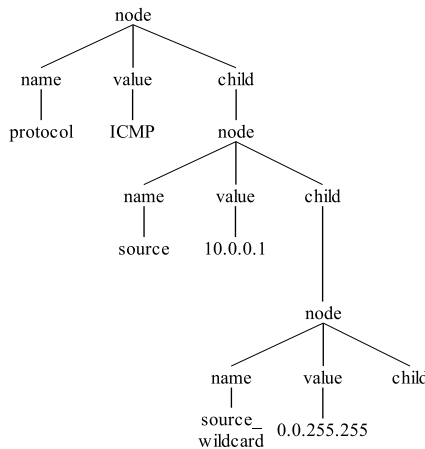 node
name value child
protocol ICMP node
name value child
source 10.0.0.1
node
name value child
source_
wildcard 0.0.255.255